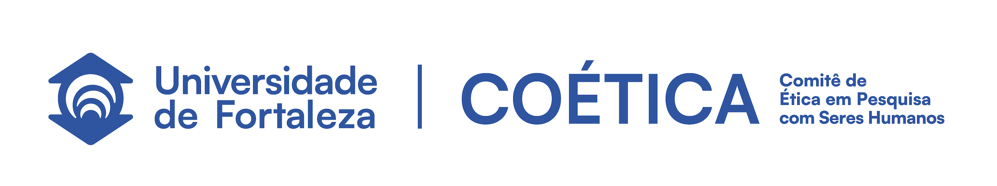 Universidade
de Fortaleza
COÉTICA
Comitê de
Ética em Pesquisa
com Seres Humanos